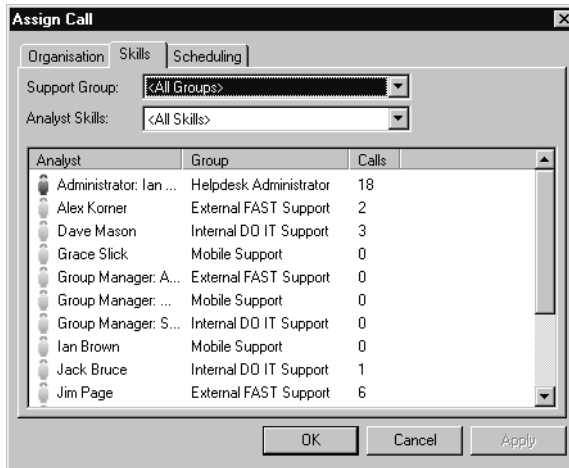 Assign Call
Organisation Skills Scheduling
Support Group: <All Groups>
Analyst Skills: <All Skills>
Analyst Group Calls
Administrator: Ian ... Helpdesk Administrator 18
Alex Korner External FAST Support 2
Dave Mason Internal DO IT Support 3
Grace Slick Mobile Support 0
Group Manager: A... External FAST Support 0
Group Manager: ... Mobile Support 0
Group Manager: S... Internal DO IT Support 0
Ian Brown Mobile Support 0
Jack Bruce Internal DO IT Support 1
Jim Page External FAST Support 6
OK Cancel Apply